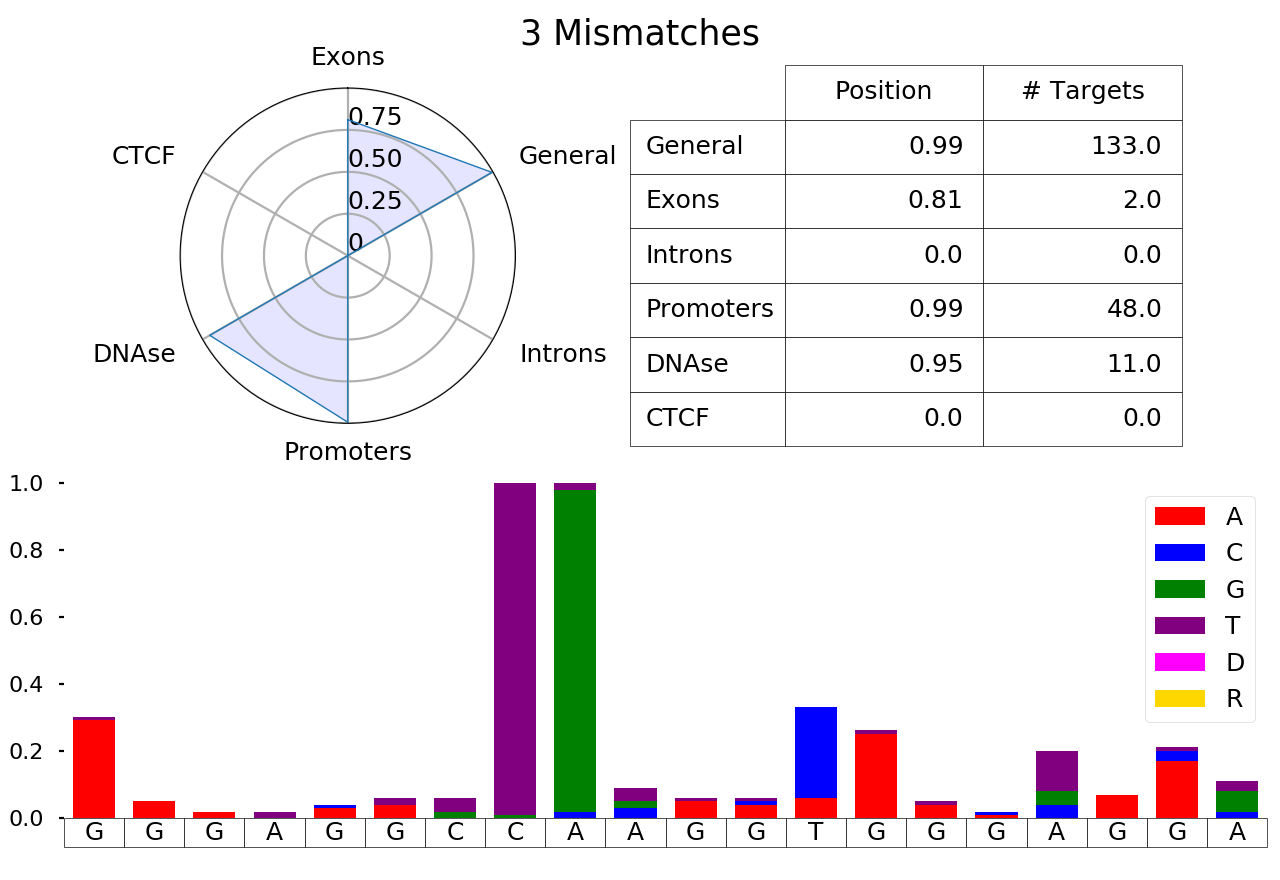 3 Mismatches
Exons
General
Introns
Promoters
DNAse
CTCF
0.75
0.50
0.25
0
Position # Targets
General 0.99 133.0
Exons 0.81 2.0
Introns 0.0 0.0
Promoters 0.99 48.0
DNAse 0.95 11.0
CTCF 0.0 0.0
1.0
0.8
0.6
0.4
0.2
0.0
A
C
G
T
D
R
G G G A G G C C A A G G T G G G A G G A